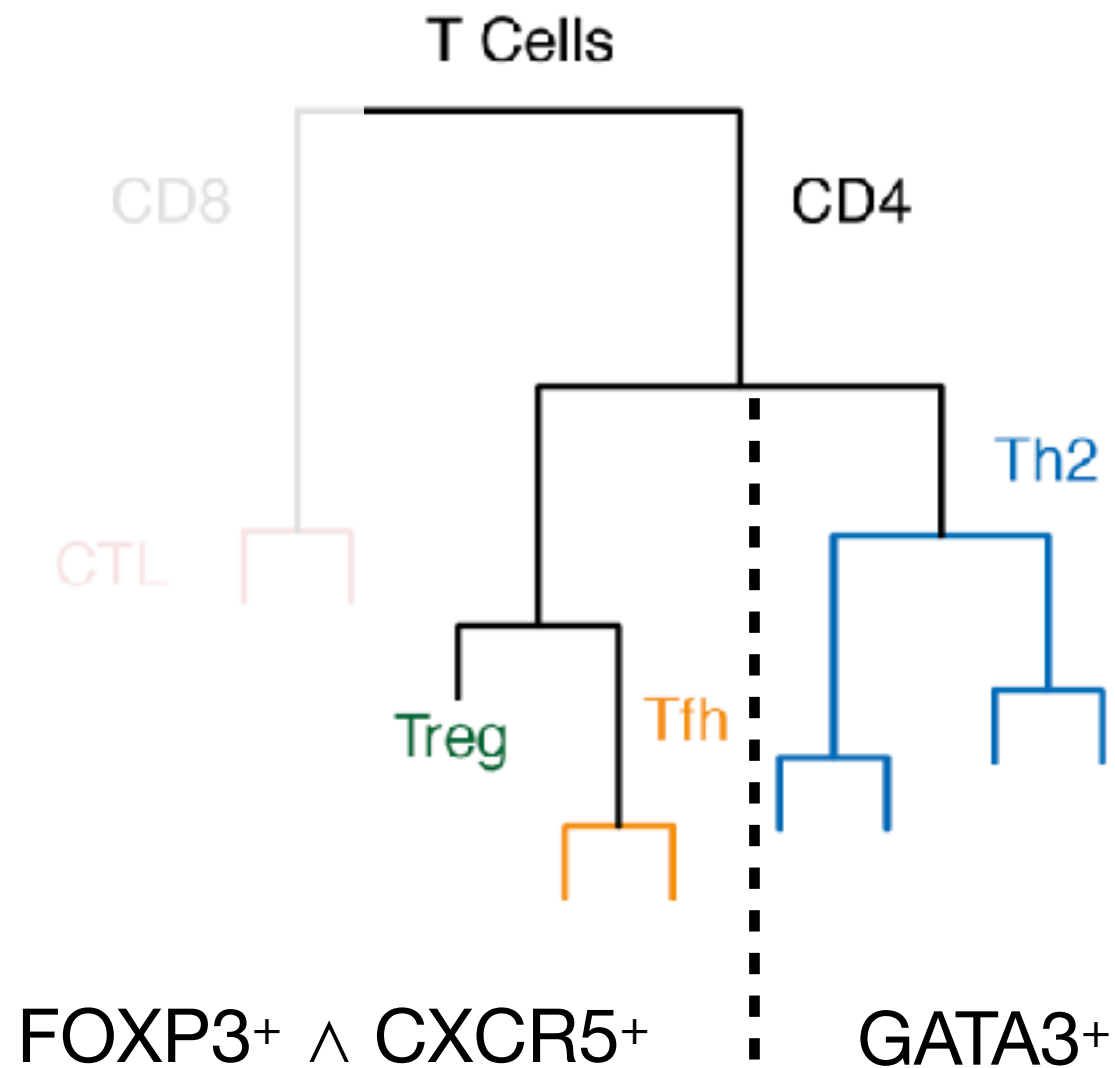 T Cells
CD8
CD4
Th2
CTL
Tfh
Treg
FOXP3⁺ ∧ CXCR5⁺
GATA3⁺